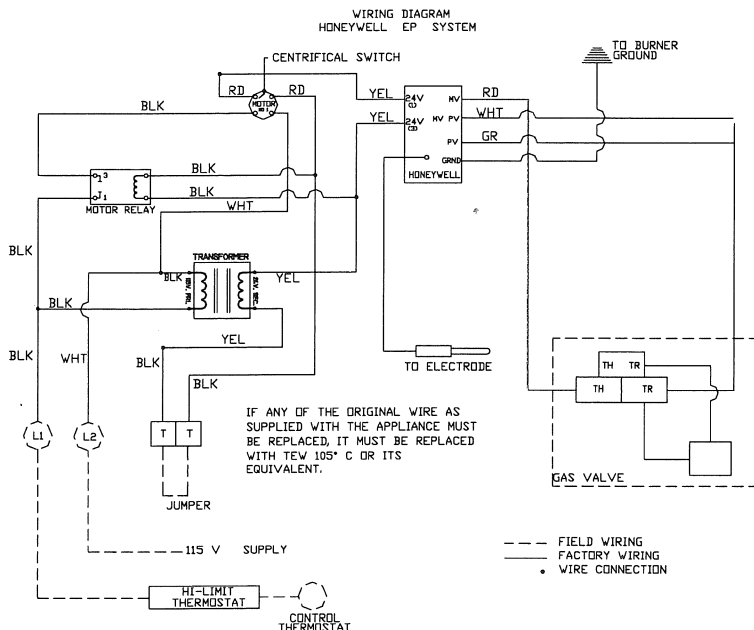 WIRING DIAGRAM
HONEYWELL EP SYSTEM
CENTRIFICAL SWITCH
TO BURNER
GROUND
RD
RD
MOTOR
YEL
24V
MV
RD
BLK
WHT
MV PV
YEL
24V
PV
GR
GRND
HONEYWELL
3
BLK
1
BLK
MOTOR RELAY
WHT
BLK
TRANSFORMER
BLK
115V. PRI.
YEL
BLK
YEL
BLK
WHT
BLK
BLK
TO ELECTRODE
TH TR
TH TR
GAS VALVE
L1
L2
T T
JUMPER
IF ANY OF THE ORIGINAL WIRE AS
SUPPLIED WITH THE APPLIANCE MUST
BE REPLACED, IT MUST BE REPLACED
WITH TEW 105° C OR ITS
EQUIVALENT.
115 V SUPPLY
FIELD WIRING
FACTORY WIRING
WIRE CONNECTION
HI-LIMIT
THERMOSTAT
CONTROL
THERMOSTAT